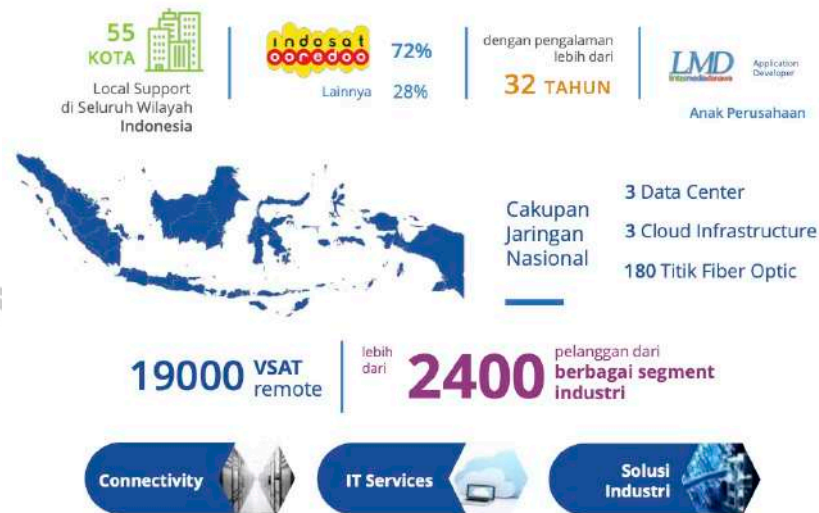 55
KOTA
Local Support
di Seluruh Wilayah
Indonesia
indosat
ooredoo
72%
Lainnya 28%
dengan pengalaman
lebih dari
32 TAHUN
LMD
lintasmediadanawa
Application
Developer
Anak Perusahaan
Cakupan
Jaringan
Nasional
3 Data Center
3 Cloud Infrastructure
180 Titik Fiber Optic
19000 VSAT
remote
lebih
dari
2400
pelanggan dari
berbagai segment
industri
Connectivity
IT Services
Solusi
Industri